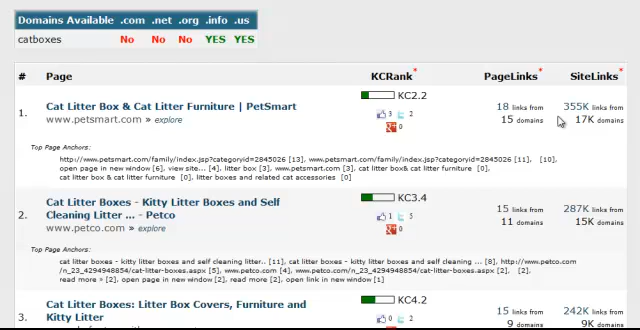 Domains Available .com .net .org .info .us
catboxes No No No YES YES
# Page KCRank* PageLinks* SiteLinks*
1. Cat Litter Box & Cat Litter Furniture | PetSmart
www.petsmart.com » explore
KC2.2
3 2
0
18 links from
15 domains
355K links from
17K domains
Top Page Anchors:
http://www.petsmart.com/family/index.jsp?categoryid=2845026 [13], www.petsmart.com/family/index.jsp?categoryid=2845026 [11], [10],
open page in new window [6], view site... [4], litter box [3], www.petsmart.com [3], cat litter box& cat litter furniture [0],
cat litter box & cat litter furniture [0], litter boxes and related cat accessories [0]
2. Cat Litter Boxes - Kitty Litter Boxes and Self
Cleaning Litter ... - Petco
www.petco.com » explore
KC3.4
1 5
0
15 links from
11 domains
287K links from
15K domains
Top Page Anchors:
cat litter boxes - kitty litter boxes and self cleaning litter.. [11], cat litter boxes - kitty litter boxes and self cleaning litter ... [8], http://www.petco.com
/n_23_4294948854/cat-litter-boxes.aspx [5], www.petco.com [4], www.petco.com/n_23_4294948854/cat-litter-boxes.aspx [2], [2],
read more » [2], open page in new window [2], read more [2], open link in new window [1]
3. Cat Litter Boxes: Litter Box Covers, Furniture and
Kitty Litter
KC4.2
0 2
15 links from
9 domains
242K links from
9K domains